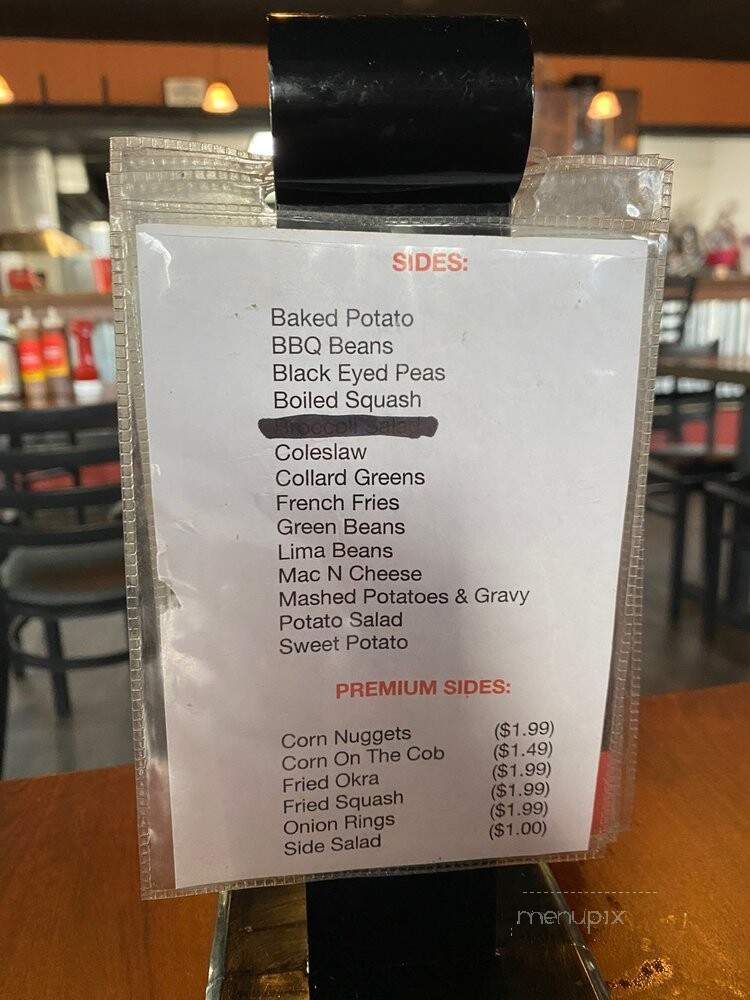 SIDES:
Baked Potato
BBQ Beans
Black Eyed Peas
Boiled Squash
Broccoli Salad
Coleslaw
Collard Greens
French Fries
Green Beans
Lima Beans
Mac N Cheese
Mashed Potatoes & Gravy
Potato Salad
Sweet Potato
PREMIUM SIDES:
Corn Nuggets ($1.99)
Corn On The Cob ($1.49)
Fried Okra ($1.99)
Fried Squash ($1.99)
Onion Rings ($1.99)
Side Salad ($1.00)
menupix